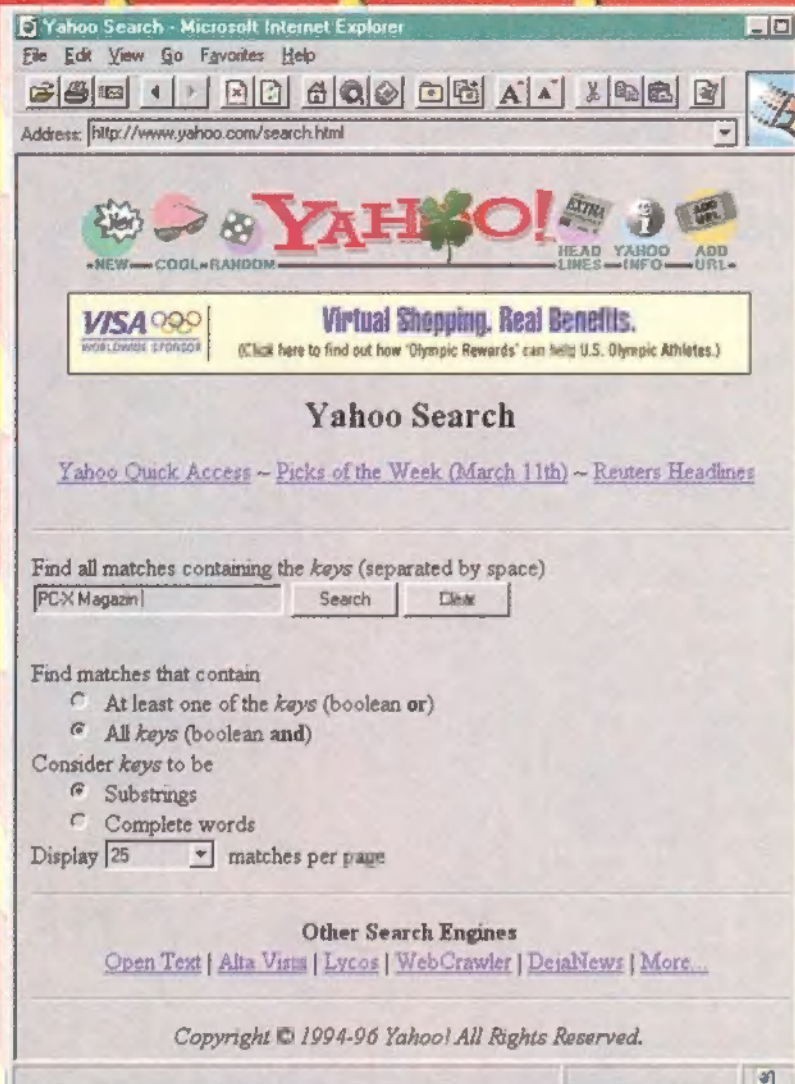 Yahoo Search - Microsoft Internet Explorer
File Edit View Go Favorites Help
Address: http://www.yahoo.com/search.html
YAHOO!
NEW COOL RANDOM HEAD LINES YAHOO INFO ADD URL
EXTRA
ADD URL
VISA
WORLDWIDE SPONSOR
Virtual Shopping. Real Benefits.
(Click here to find out how 'Olympic Rewards' can help U.S. Olympic Athletes.)
Yahoo Search
Yahoo Quick Access ~ Picks of the Week (March 11th) ~ Reuters Headlines
Find all matches containing the keys (separated by space)
PC-X Magazin Search Clear
Find matches that contain
At least one of the keys (boolean or)
All keys (boolean and)
Consider keys to be
Substrings
Complete words
Display 25 matches per page
Other Search Engines
Open Text | Alta Vista | Lycos | WebCrawler | DejaNews | More...
Copyright © 1994-96 Yahoo! All Rights Reserved.